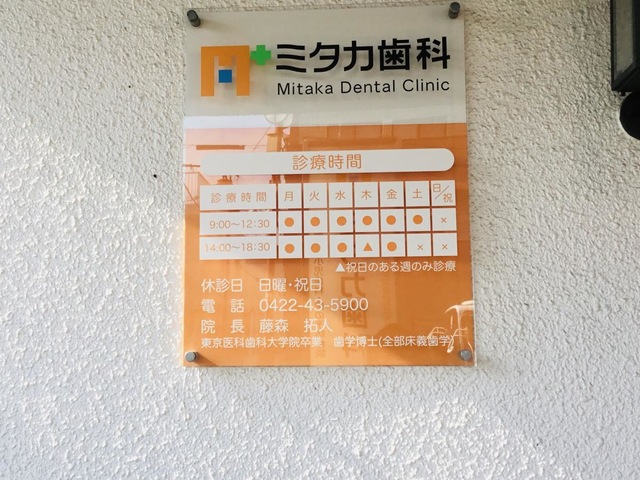 ミタカ歯科
Mitaka Dental Clinic
診療時間
診療時間 月 火 水 木 金 土 日/祝
9:00〜12:30 ● ● ● ● ● ● ×
14:00〜18:30 ● ● ● ▲ ● × ×
▲祝日のある週のみ診療
休診日 日曜・祝日
電 話 0422-43-5900
院 長 藤森 拓人
東京医科歯科大学院卒業 歯学博士(全部床義歯学)